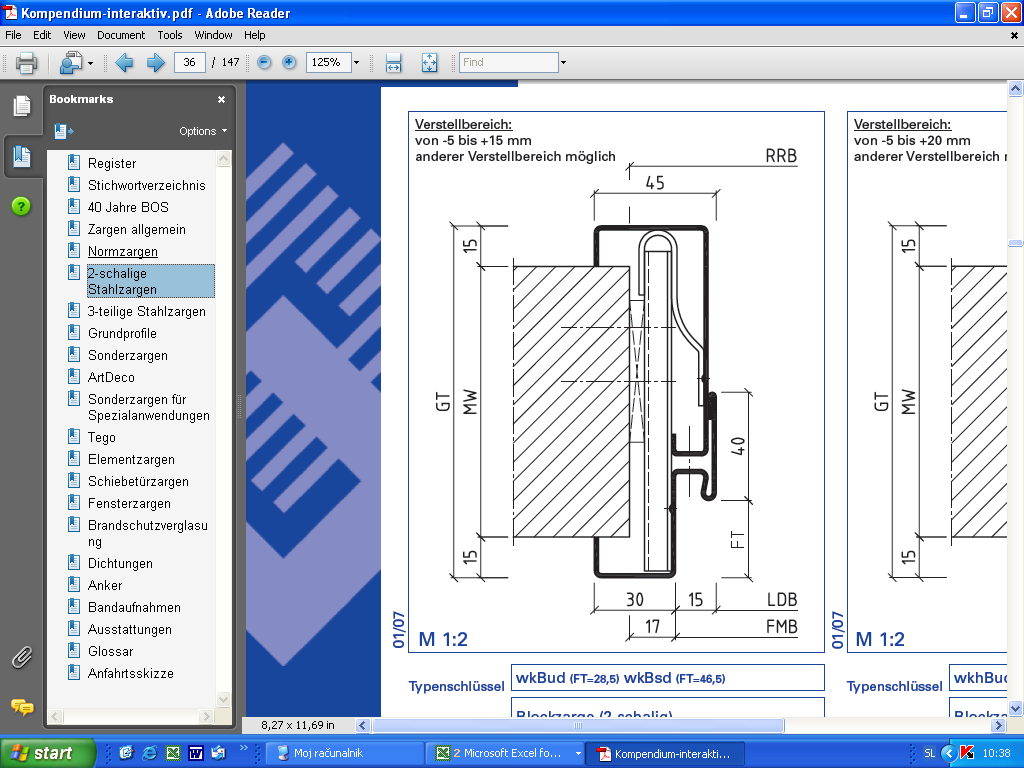 Kompendium-interaktiv.pdf - Adobe Reader
File Edit View Document Tools Window Help
36 / 147 125% Find
Bookmarks
Options
Register
Stichwortverzeichnis
40 Jahre BOS
Zargen allgemein
Normzargen
2-schalige
Stahlzargen
3-teilige Stahlzargen
Grundprofile
Sonderzargen
ArtDeco
Sonderzargen für
Spezialanwendungen
Tego
Elementzargen
Schiebetürzargen
Fensterzargen
Brandschutzverglasu
ng
Dichtungen
Anker
Bandaufnahmen
Ausstattungen
Glossar
Anfahrtsskizze
Verstellbereich:
von -5 bis +15 mm
anderer Verstellbereich möglich
RRB
45
15
GT
MW
40
15
FT
30 15 LDB
17 FMB
01/07
M 1:2
Typenschlüssel
wkBud (FT=28,5) wkBsd (FT=46,5)
Blockzarge (2-schalig)
Verstellbereich:
von -5 bis +20 mm
anderer Verstellbereich
15
GT
MW
15
01/07
M 1:2
Typenschlüssel
wkhBud
8,27 x 11,69 in
start
Moj računalnik
2 Microsoft Excel fo...
Kompendium-interakti...
SL
10:38